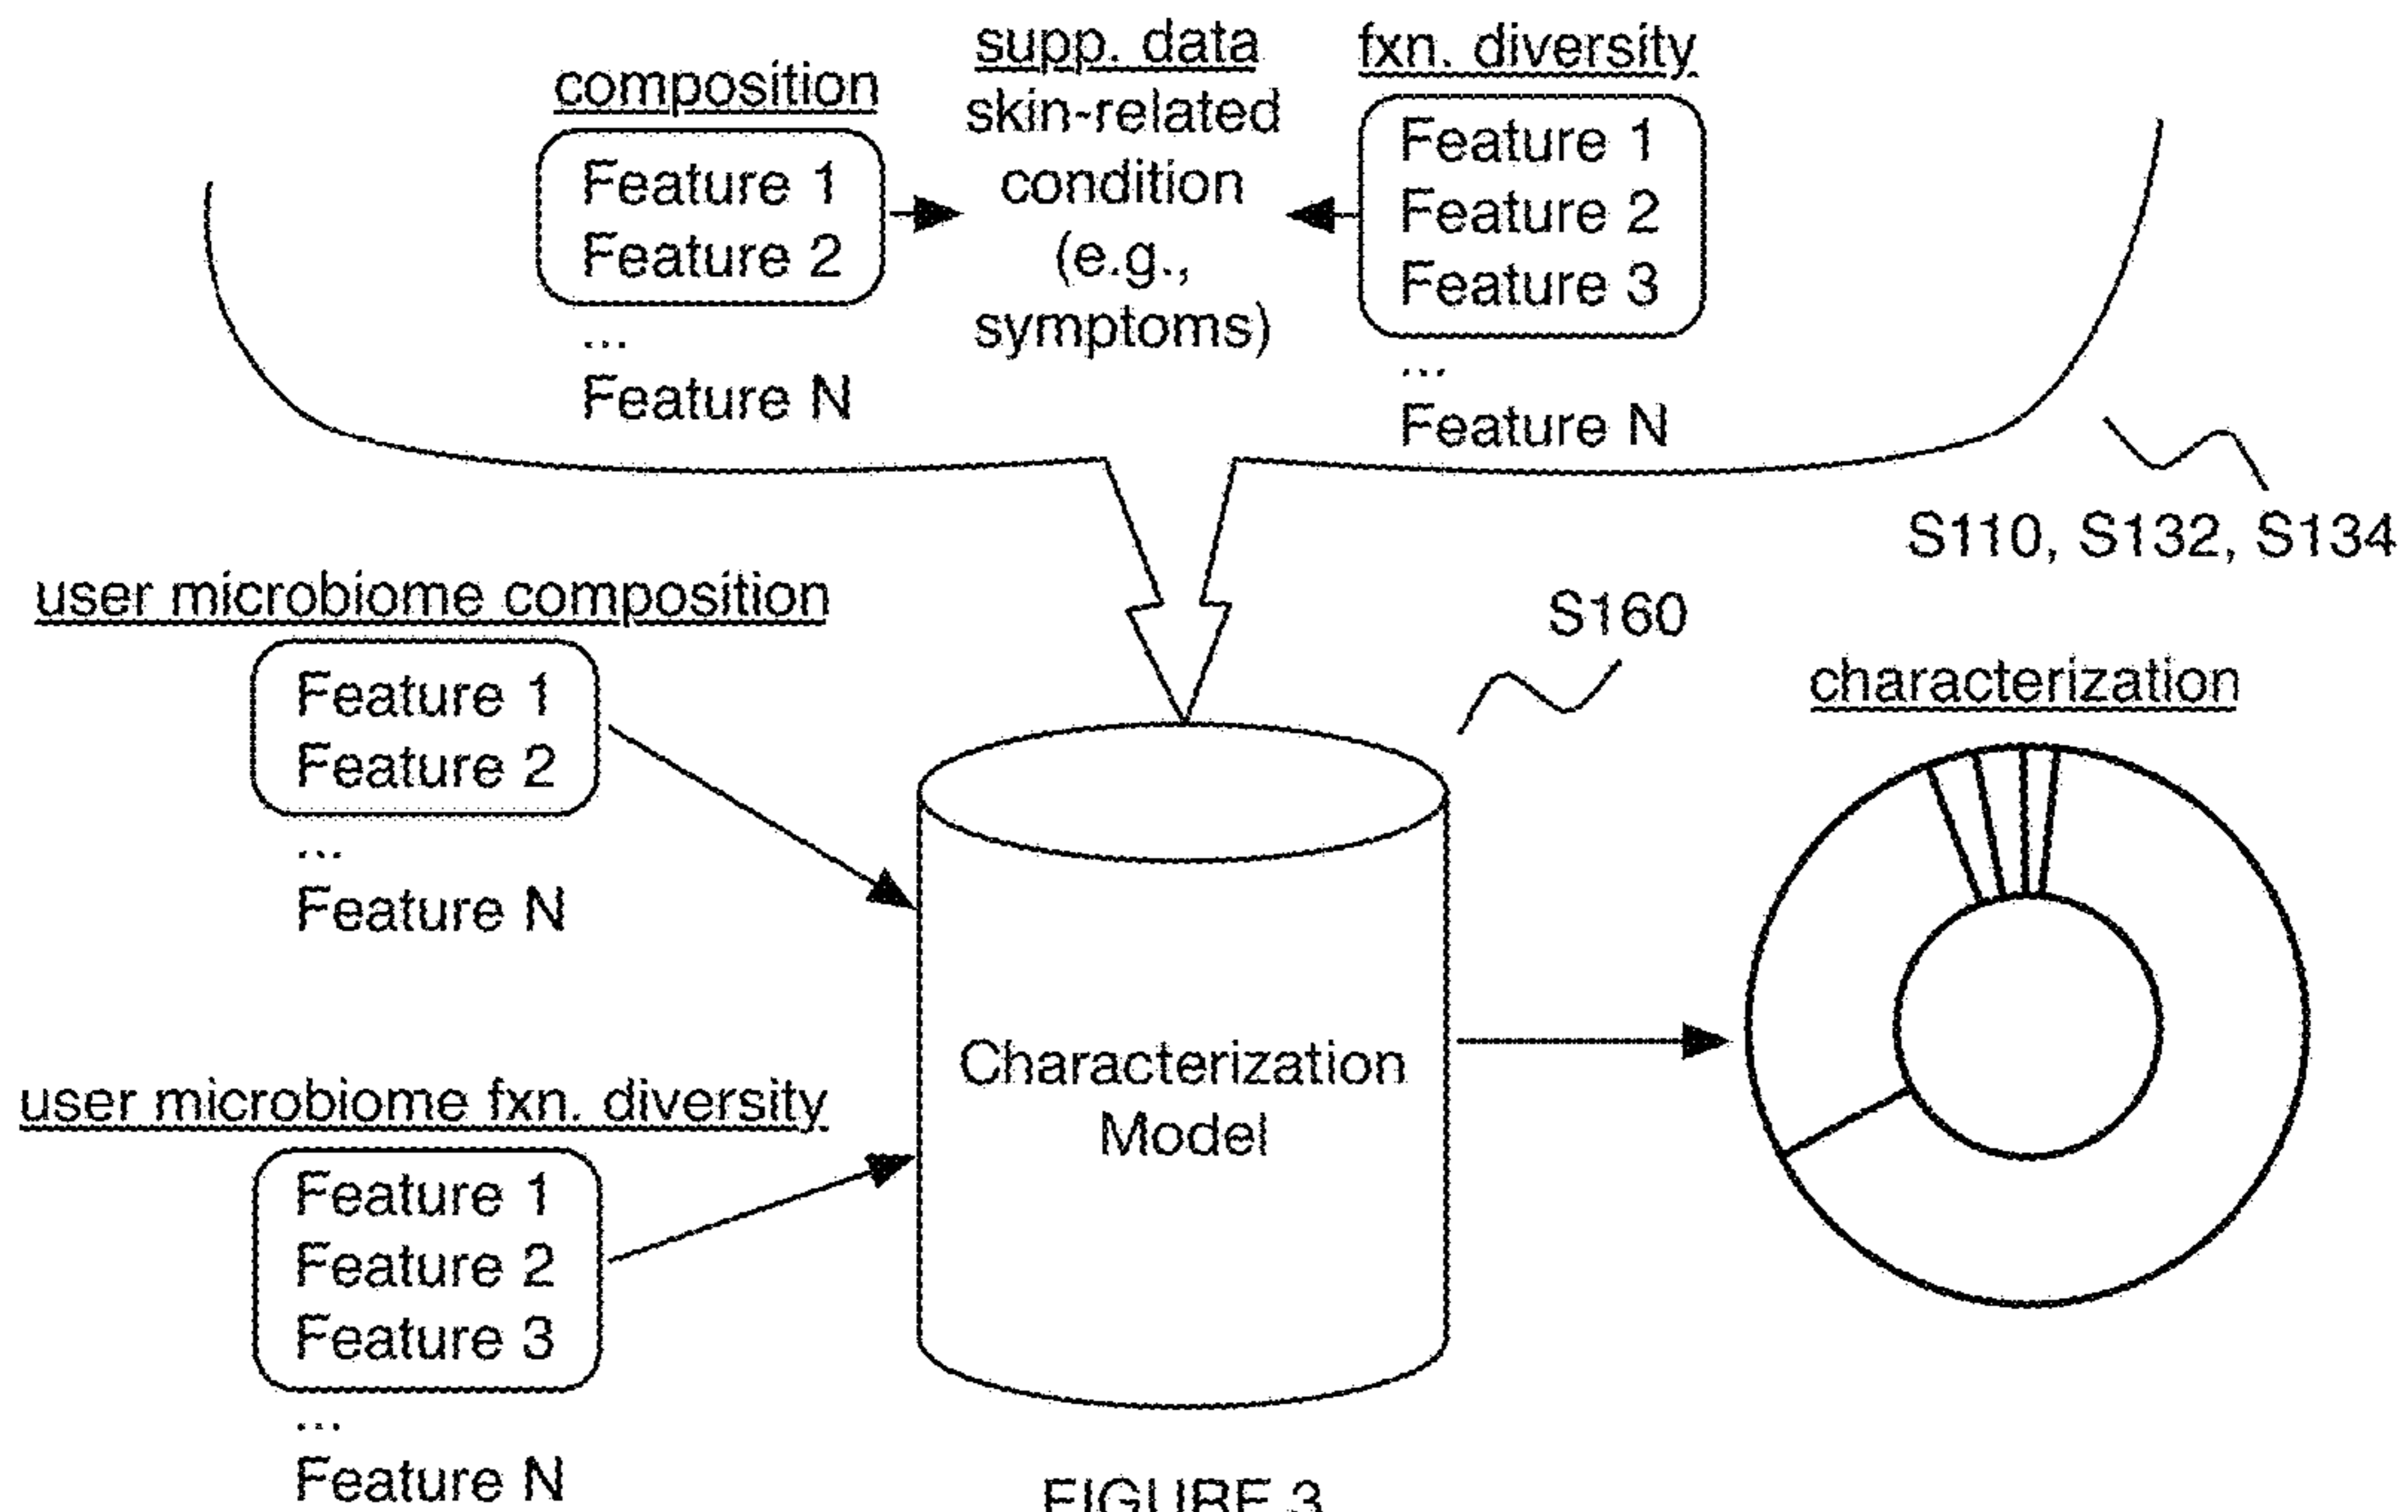 composition
Feature 1
Feature 2
...
Feature N
supp. data
skin-related
condition
(e.g.,
symptoms)
fxn. diversity
Feature 1
Feature 2
Feature 3
...
Feature N
S110, S132, S134
user microbiome composition
Feature 1
Feature 2
...
Feature N
user microbiome fxn. diversity
Feature 1
Feature 2
Feature 3
...
Feature N
S160
Characterization
Model
characterization
FIGURE 3